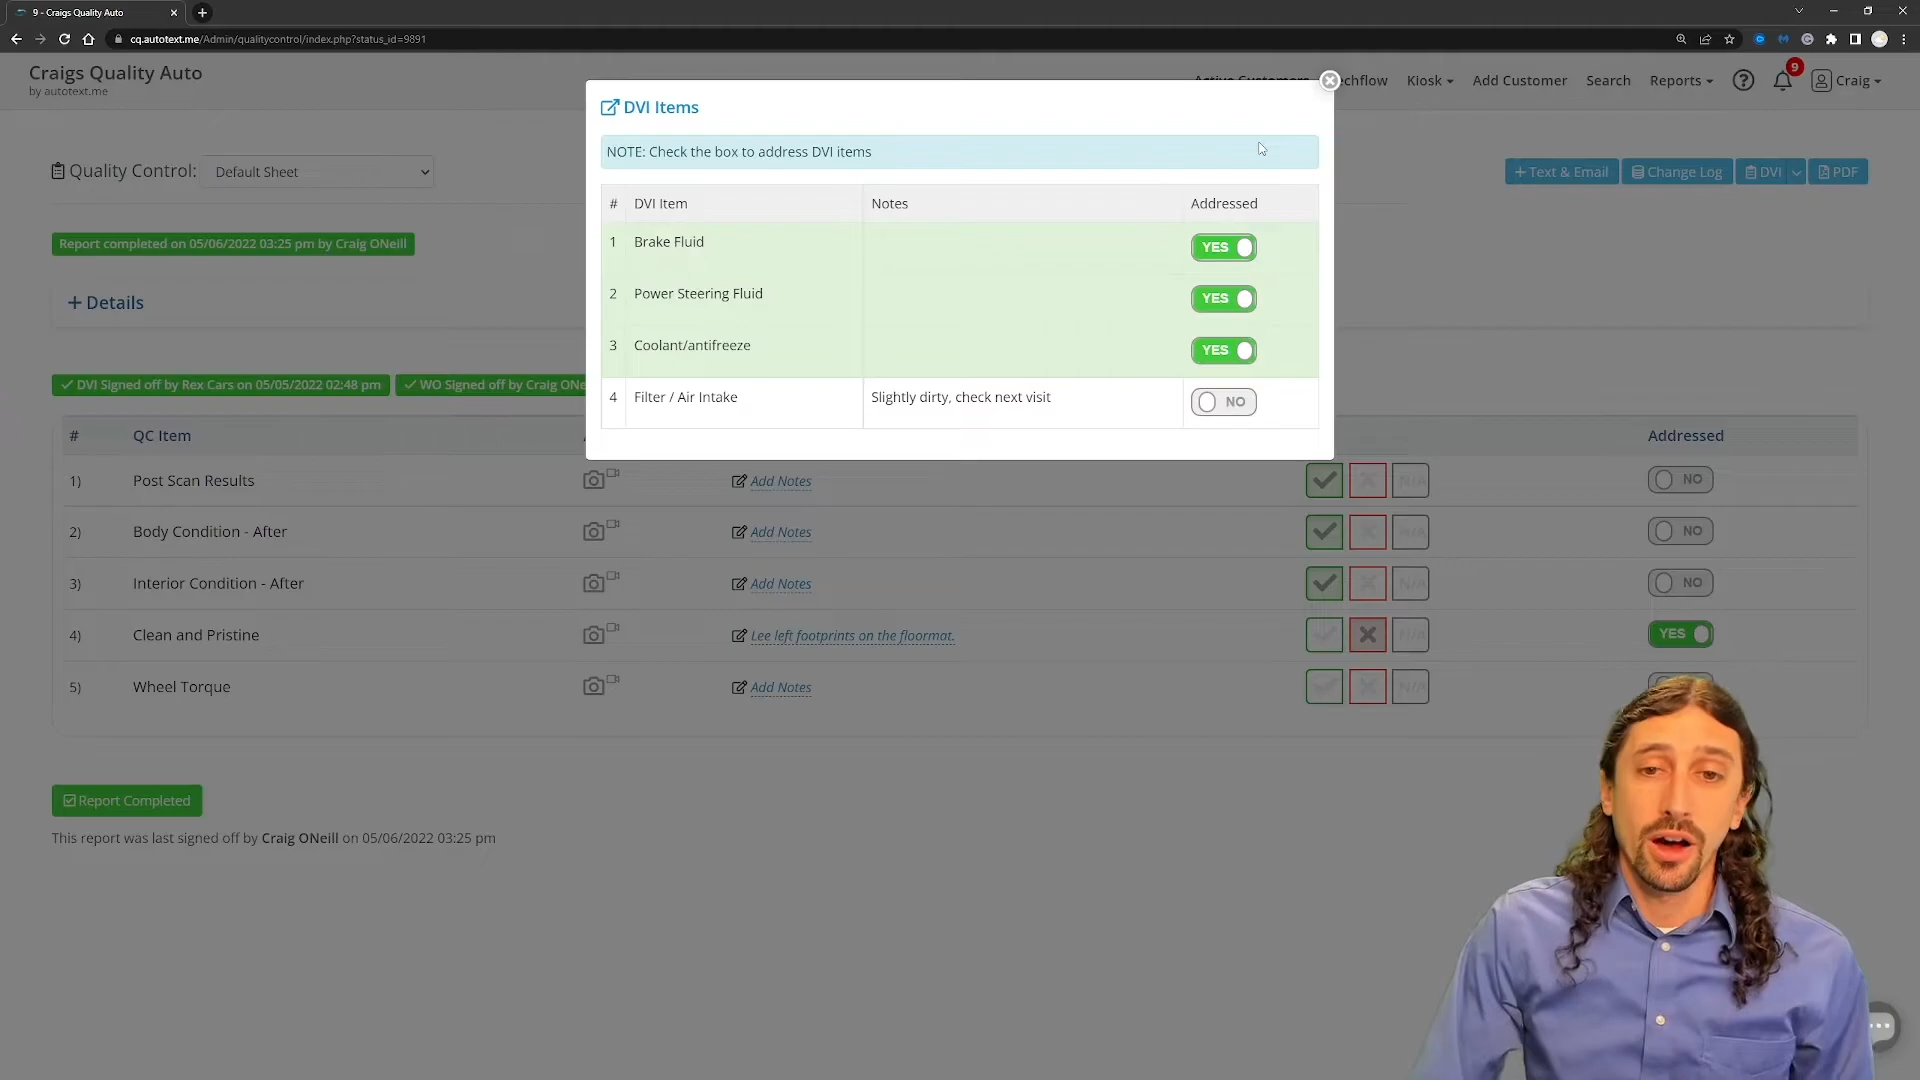 9 - Craigs Quality Auto
cq.autotext.me/Admin/qualitycontrol/index.php?status_id=9891
Craigs Quality Auto
by autotext.me
Active Customers
chflow
Kiosk
Add Customer
Search
Reports
9
Craig
Quality Control:
Default Sheet
+ Text & Email
Change Log
DVI
PDF
Report completed on 05/06/2022 03:25 pm by Craig ONeill
+ Details
DVI Signed off by Rex Cars on 05/05/2022 02:48 pm
WO Signed off by Craig ONe
DVI Items
NOTE: Check the box to address DVI items
# DVI Item Notes Addressed
1 Brake Fluid YES
2 Power Steering Fluid YES
3 Coolant/antifreeze YES
4 Filter / Air Intake Slightly dirty, check next visit NO
# QC Item Addressed
1) Post Scan Results Add Notes N/A NO
2) Body Condition - After Add Notes N/A NO
3) Interior Condition - After Add Notes N/A NO
4) Clean and Pristine Lee left footprints on the floormat. N/A YES
5) Wheel Torque Add Notes N/A
Report Completed
This report was last signed off by Craig ONeill on 05/06/2022 03:25 pm